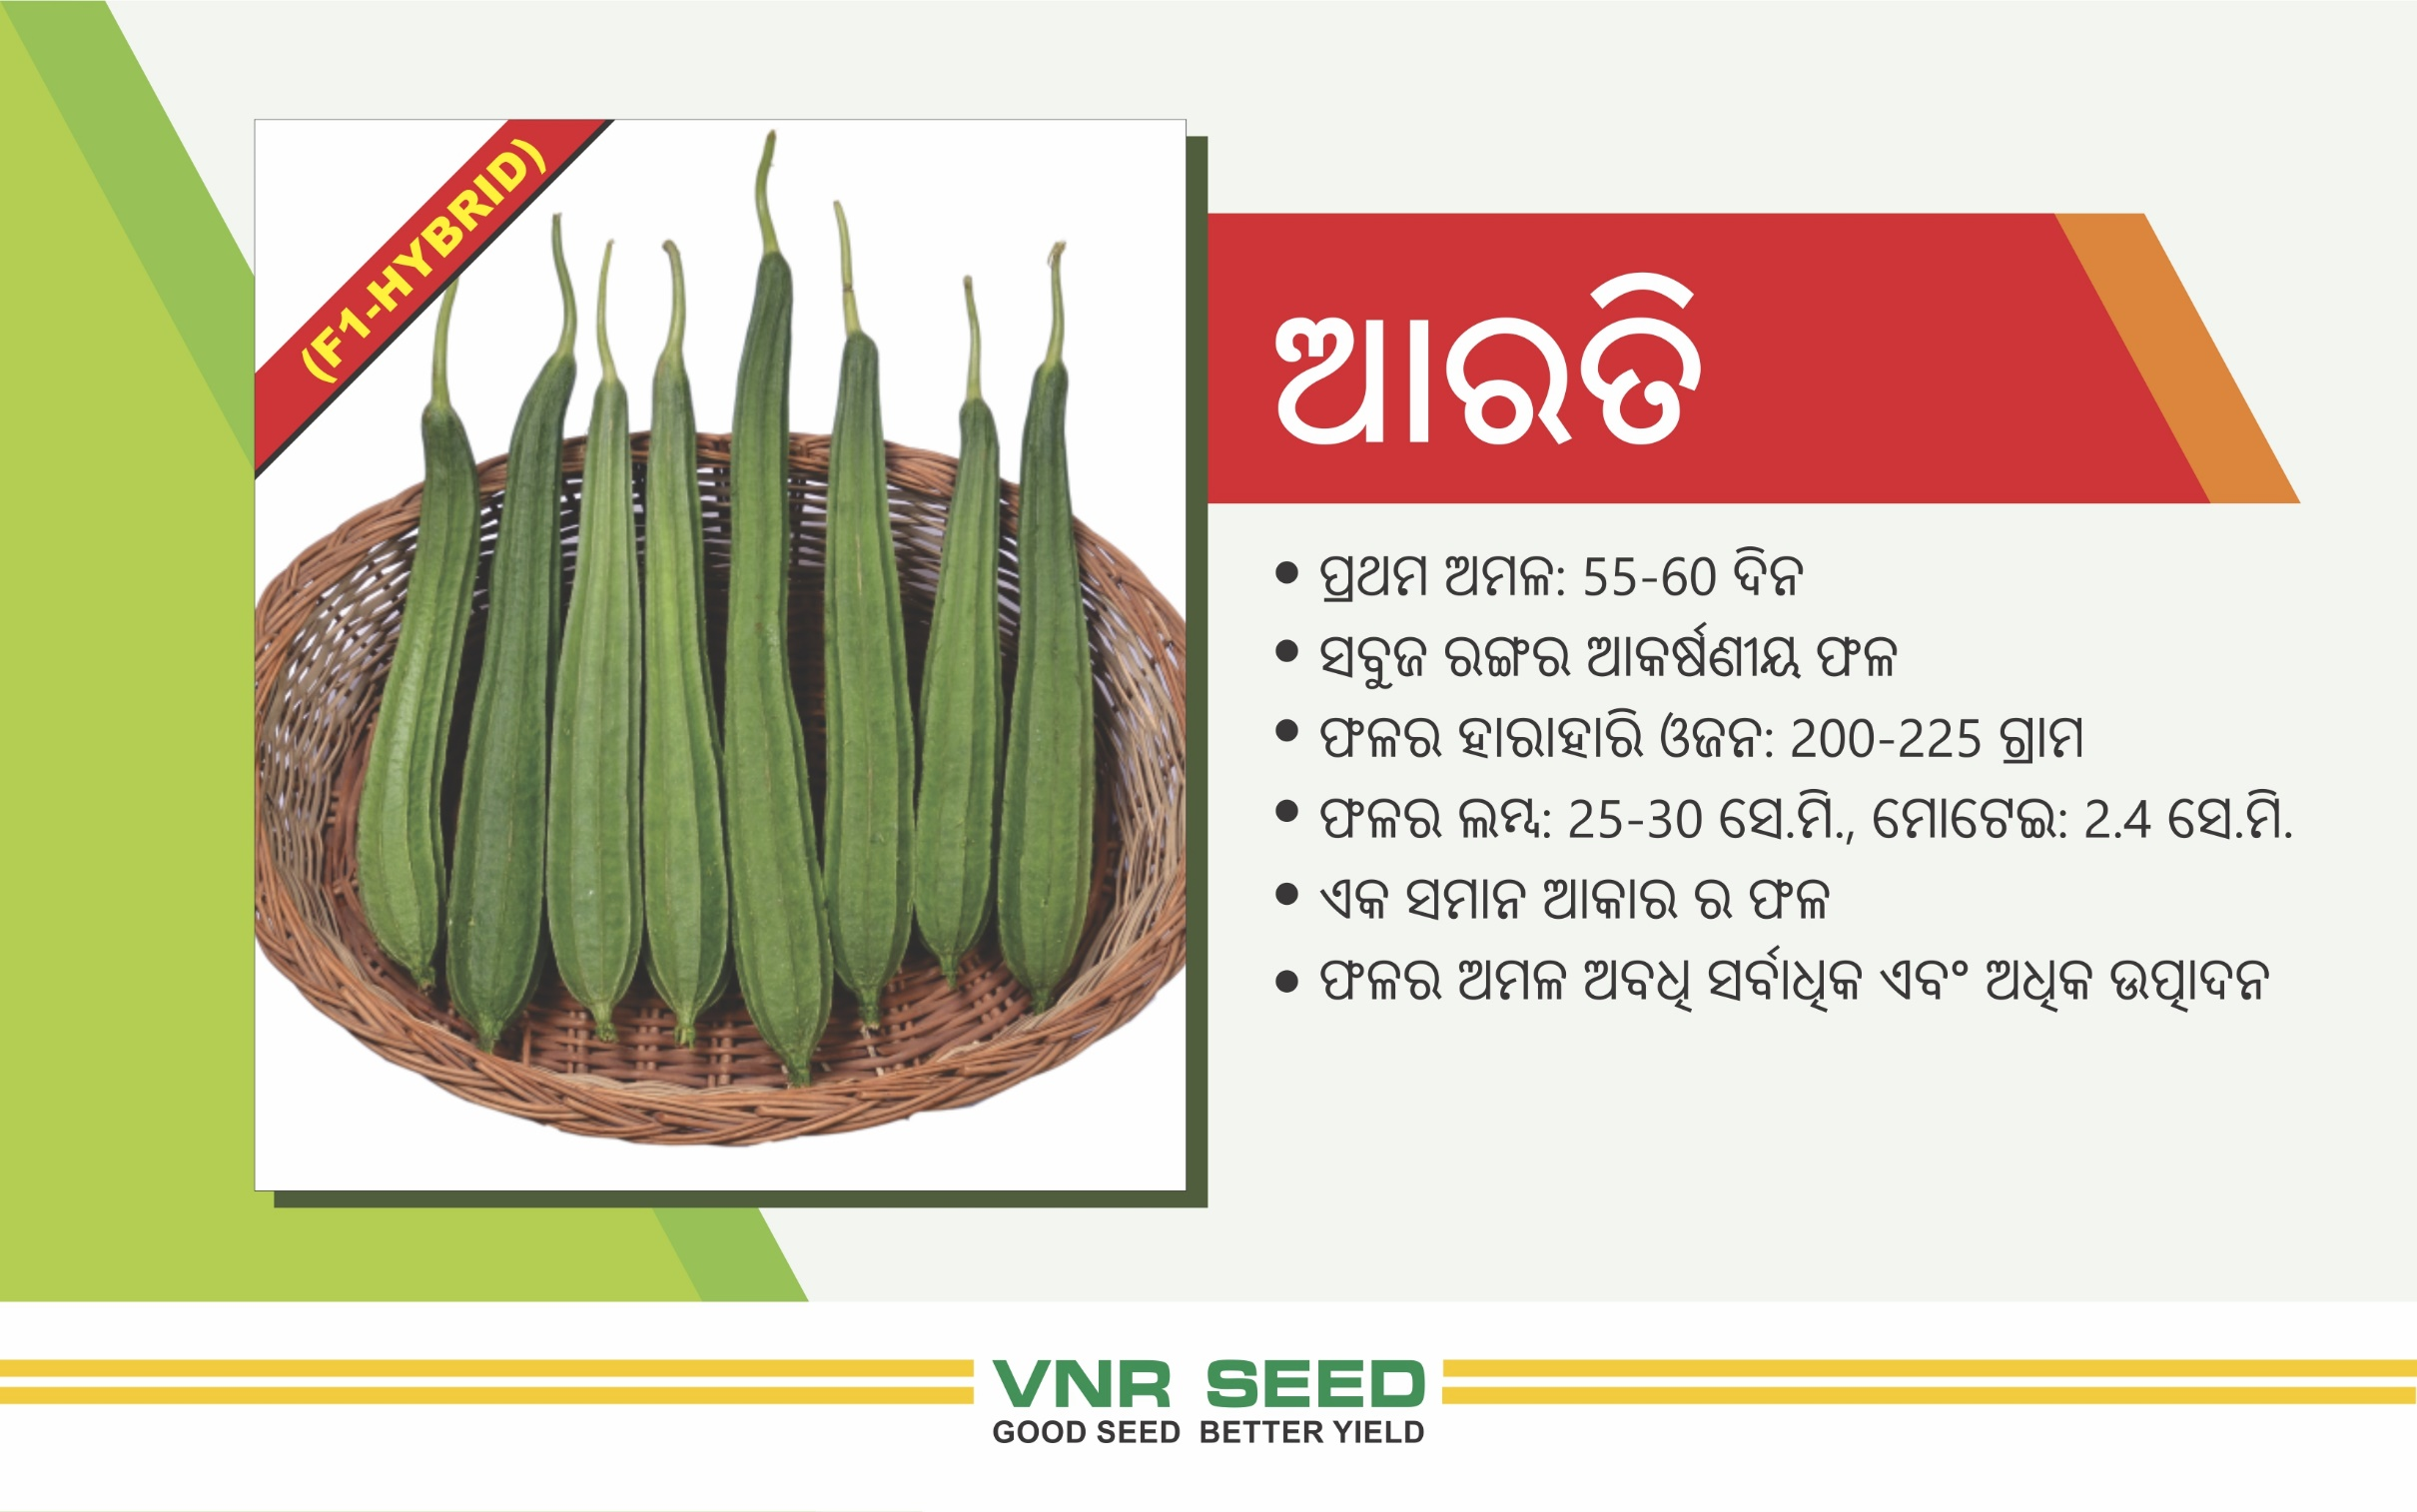 (F1-HYBRID)
ଆରତି
• ପ୍ରଥମ ଅମଳ: 55-60 ଦିନ
• ସବୁଜ ରଙ୍ଗର ଆକର୍ଷଣୀୟ ଫଳ
• ଫଳର ହାରାହାରି ଓଜନ: 200-225 ଗ୍ରାମ
• ଫଳର ଲମ୍ବ: 25-30 ସେ.ମି., ମୋଟେଇ: 2.4 ସେ.ମି.
• ଏକ ସମାନ ଆକାର ର ଫଳ
• ଫଳର ଅମଳ ଅବଧି ସର୍ବାଧିକ ଏବଂ ଅଧିକ ଉତ୍ପାଦନ
VNR SEED
GOOD SEED BETTER YIELD